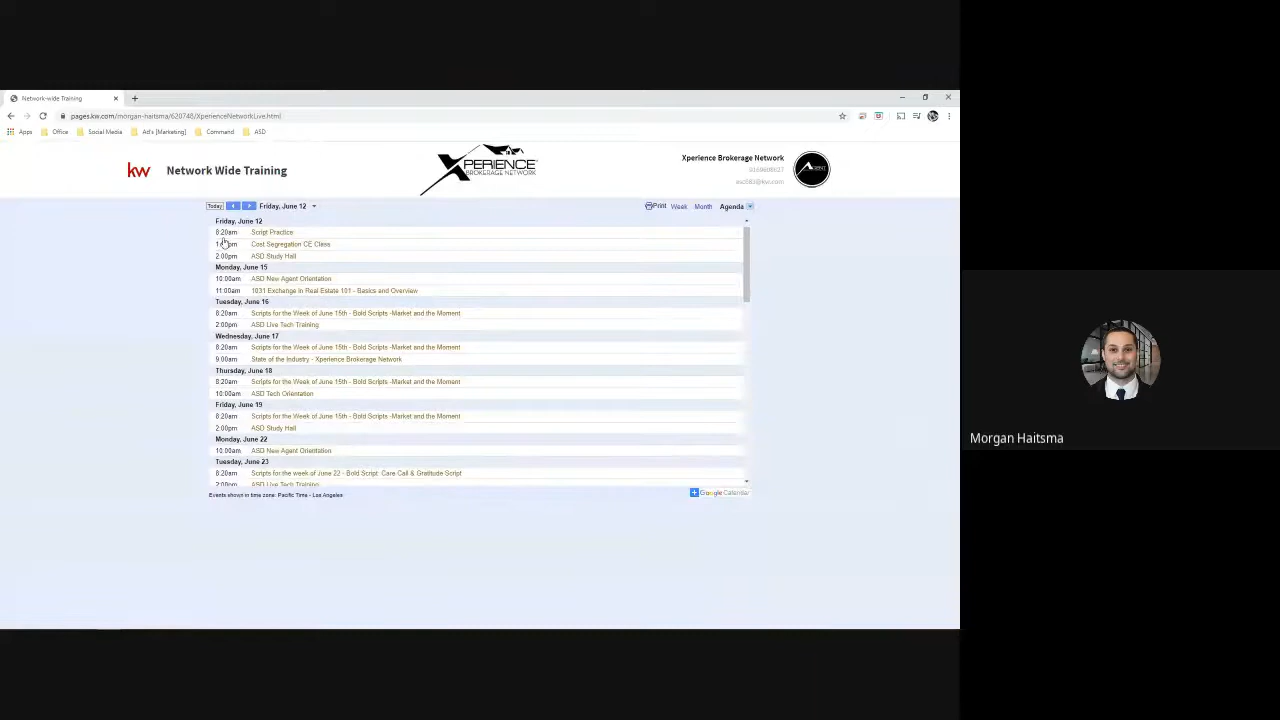 Network-wide Training
pages.kw.com/morgan-haitsma/620748/XperienceNetworkLive.html
Apps Office Social Media Ad's [Marketing] Command ASD
kw Network Wide Training
XPERIENCE
BROKERAGE NETWORK
Xperience Brokerage Network
Today Friday, June 12
Print Week Month Agenda
Friday, June 12
8:20am Script Practice
Cost Segregation CE Class
2:00pm ASD Study Hall
Monday, June 15
10:00am ASD New Agent Orientation
11:00am 1031 Exchange in Real Estate 101 - Basics and Overview
Tuesday, June 16
8:20am Scripts for the Week of June 15th - Bold Scripts -Market and the Moment
2:00pm ASD Live Tech Training
Wednesday, June 17
8:20am Scripts for the Week of June 15th - Bold Scripts -Market and the Moment
9:00am State of the Industry - Xperience Brokerage Network
Thursday, June 18
8:20am Scripts for the Week of June 15th - Bold Scripts -Market and the Moment
10:00am ASD Tech Orientation
Friday, June 19
8:20am Scripts for the Week of June 15th - Bold Scripts -Market and the Moment
2:00pm ASD Study Hall
Monday, June 22
10:00am ASD New Agent Orientation
Tuesday, June 23
8:20am Scripts for the week of June 22 - Bold Script: Care Call & Gratitude Script
2:00pm ASD Live Tech Training
Events shown in time zone: Pacific Time - Los Angeles
Google Calendar
Morgan Haitsma